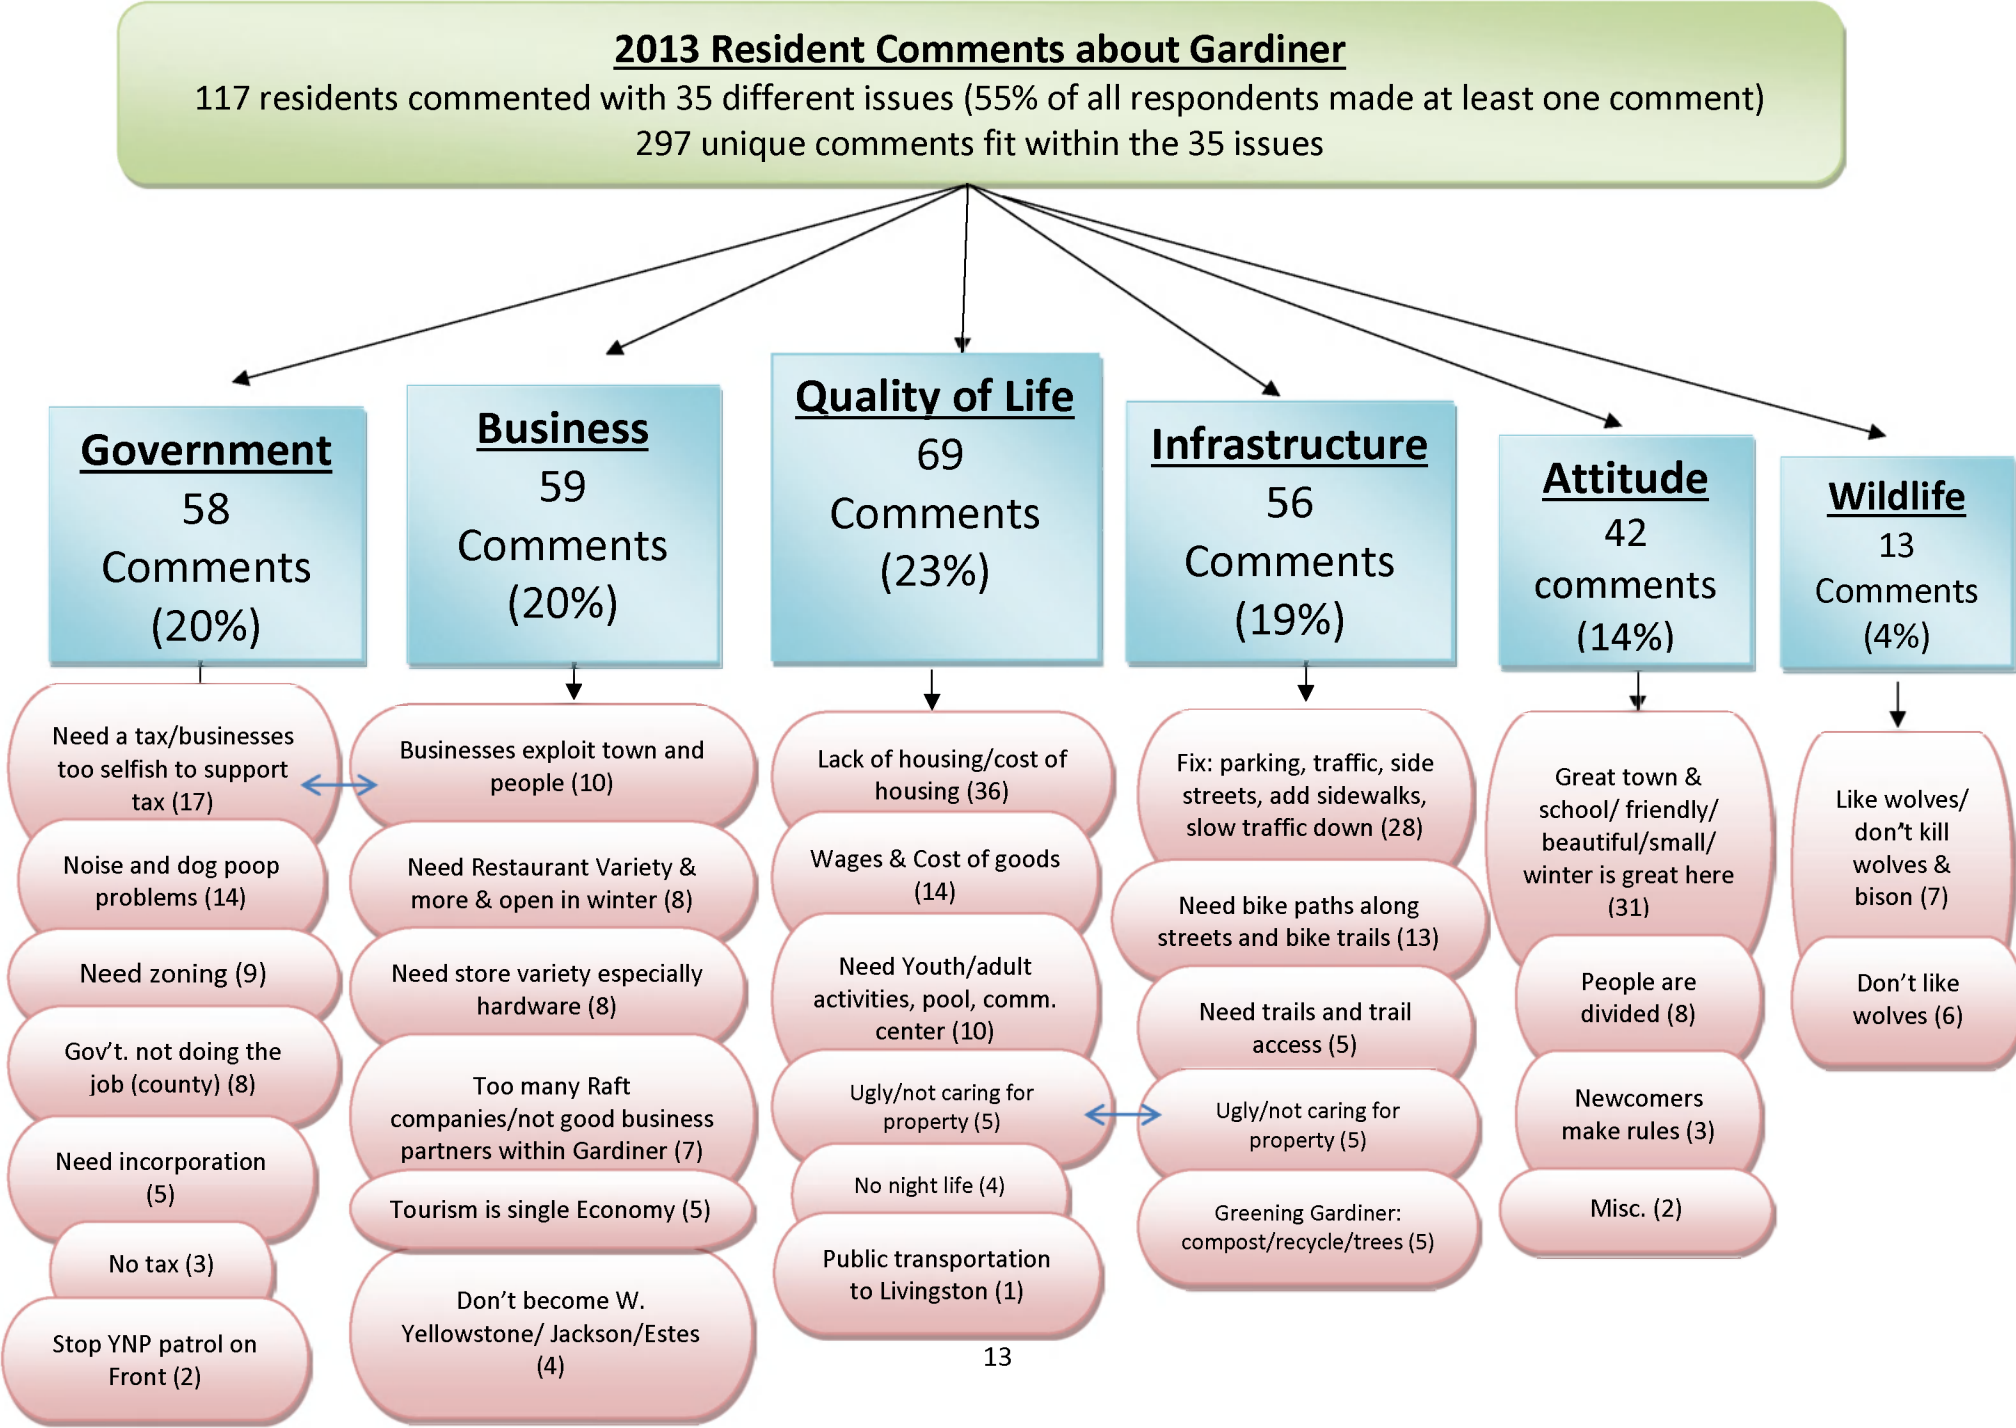 2013 Resident Comments about Gardiner
117 residents commented with 35 different issues (55% of all respondents made at least one comment)
297 unique comments fit within the 35 issues
Government
58
Comments
(20%)
Need a tax/businesses
too selfish to support
tax (17)
Noise and dog poop
problems (14)
Need zoning (9)
Gov’t. not doing the
job (county) (8)
Need incorporation
(5)
No tax (3)
Stop YNP patrol on
Front (2)
Business
59
Comments
(20%)
Businesses exploit town and
people (10)
Need Restaurant Variety &
more & open in winter (8)
Need store variety especially
hardware (8)
Too many Raft
companies/not good business
partners within Gardiner (7)
Tourism is single Economy (5)
Don’t become W.
Yellowstone/ Jackson/Estes
(4)
Quality of Life
69
Comments
(23%)
Lack of housing/cost of
housing (36)
Wages & Cost of goods
(14)
Need Youth/adult
activities, pool, comm.
center (10)
Ugly/not caring for
property (5)
No night life (4)
Public transportation
to Livingston (1)
Infrastructure
56
Comments
(19%)
Fix: parking, traffic, side
streets, add sidewalks,
slow traffic down (28)
Need bike paths along
streets and bike trails (13)
Need trails and trail
access (5)
Ugly/not caring for
property (5)
Greening Gardiner:
compost/recycle/trees (5)
Attitude
42
comments
(14%)
Great town &
school/ friendly/
beautiful/small/
winter is great here
(31)
People are
divided (8)
Newcomers
make rules (3)
Misc. (2)
Wildlife
13
Comments
(4%)
Like wolves/
don’t kill
wolves &
bison (7)
Don’t like
wolves (6)
13